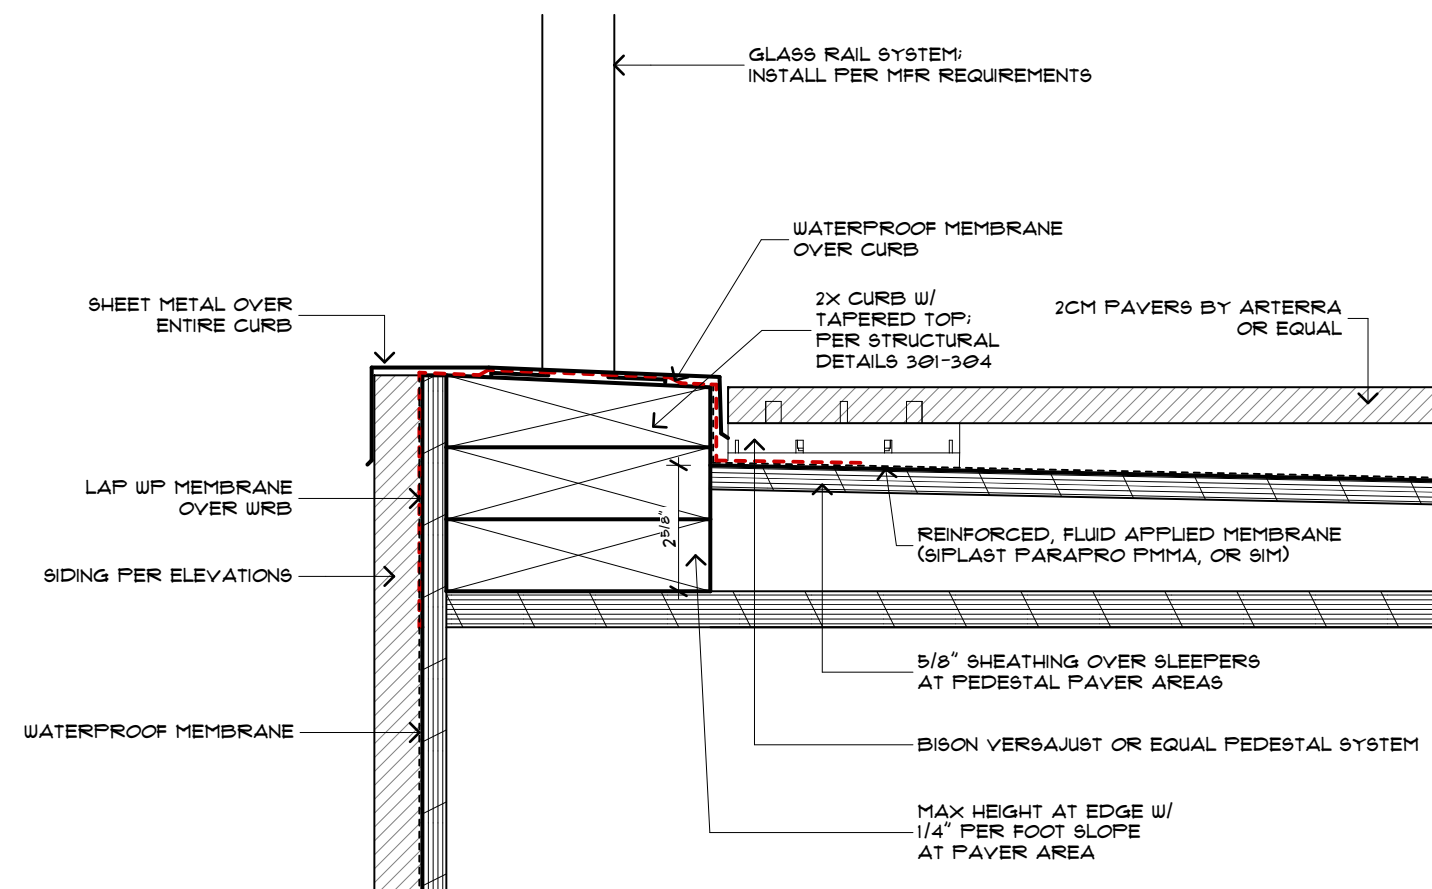 GLASS RAIL SYSTEM;
INSTALL PER MFR REQUIREMENTS
WATERPROOF MEMBRANE
OVER CURB
SHEET METAL OVER
ENTIRE CURB
2X CURB W/
TAPERED TOP;
PER STRUCTURAL
DETAILS 301-304
2CM PAVERS BY ARTERRA
OR EQUAL
LAP WP MEMBRANE
OVER WRB
2 5/8"
REINFORCED, FLUID APPLIED MEMBRANE
(SIPLAST PARAPRO PMMA, OR SIM)
SIDING PER ELEVATIONS
5/8" SHEATHING OVER SLEEPERS
AT PEDESTAL PAVER AREAS
WATERPROOF MEMBRANE
BISON VERSAJUST OR EQUAL PEDESTAL SYSTEM
MAX HEIGHT AT EDGE W/
1/4" PER FOOT SLOPE
AT PAVER AREA